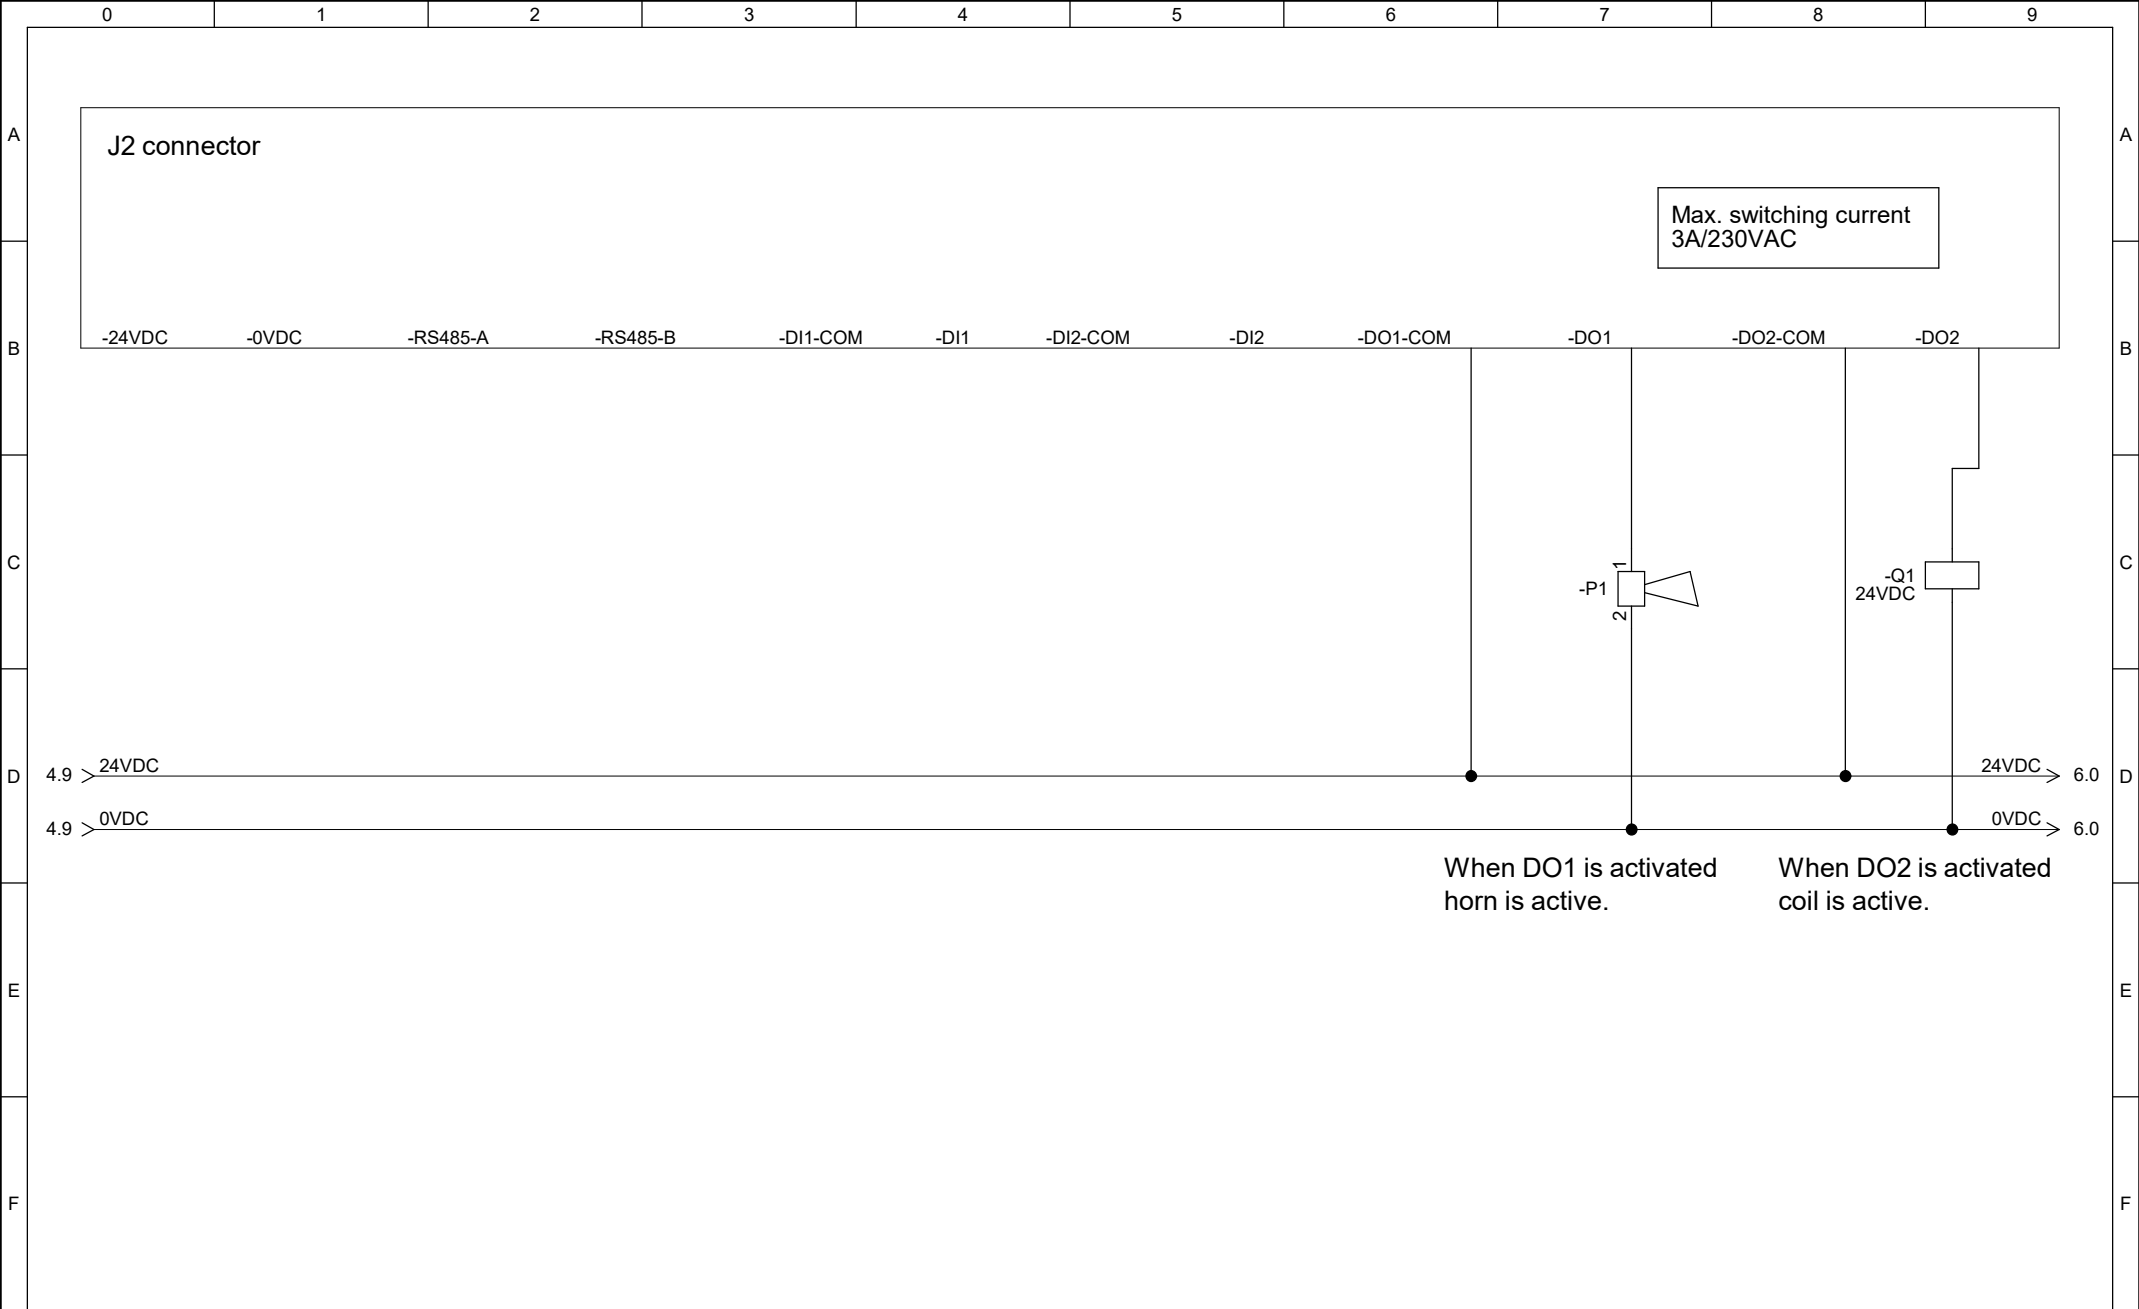 0 1 2 3 4 5 6 7 8 9
A A
J2 connector
Max. switching current
3A/230VAC
-24VDC -0VDC -RS485-A -RS485-B -DI1-COM -DI1 -DI2-COM -DI2 -DO1-COM -DO1 -DO2-COM -DO2
B B
C C
1
-P1
2
-Q1
24VDC
24VDC 24VDC
D 4.9 6.0 D
0VDC 0VDC
4.9 6.0
When DO1 is activated
horn is active.
When DO2 is activated
coil is active.
E E
F F